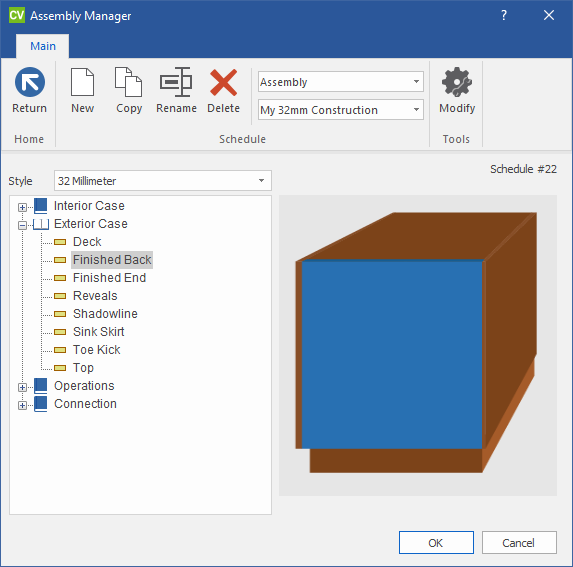 CV Assembly Manager ?
Main
Return New Copy Rename Delete Assembly My 32mm Construction Modify
Home Schedule Tools
Schedule #22
Style 32 Millimeter
Interior Case
Exterior Case
Deck
Finished Back
Finished End
Reveals
Shadowline
Sink Skirt
Toe Kick
Top
Operations
Connection
OK Cancel